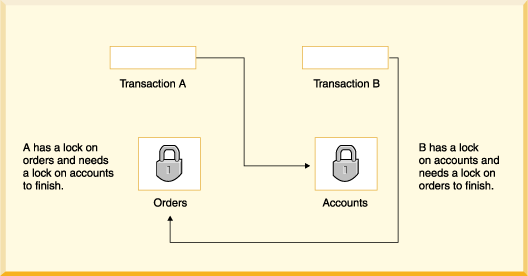 Transaction A
Transaction B
A has a lock on
orders and needs
a lock on accounts
to finish.
1
1
B has a lock
on accounts and
needs a lock on
orders to finish.
Orders
Accounts